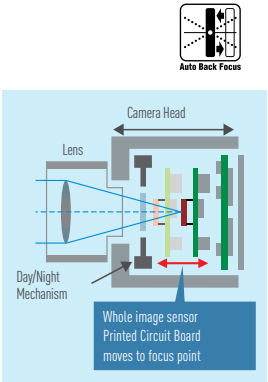 Auto Back Focus
Camera Head
Lens
Day/Night
Mechanism
Whole image sensor
Printed Circuit Board
moves to focus point